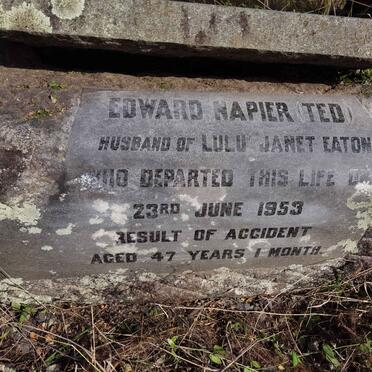 EDWARD NAPIER (TED)
HUSBAND OF LULU JANET EATON
WHO DEPARTED THIS LIFE ON
23RD JUNE 1953
RESULT OF ACCIDENT
AGED 47 YEARS 1 MONTH.